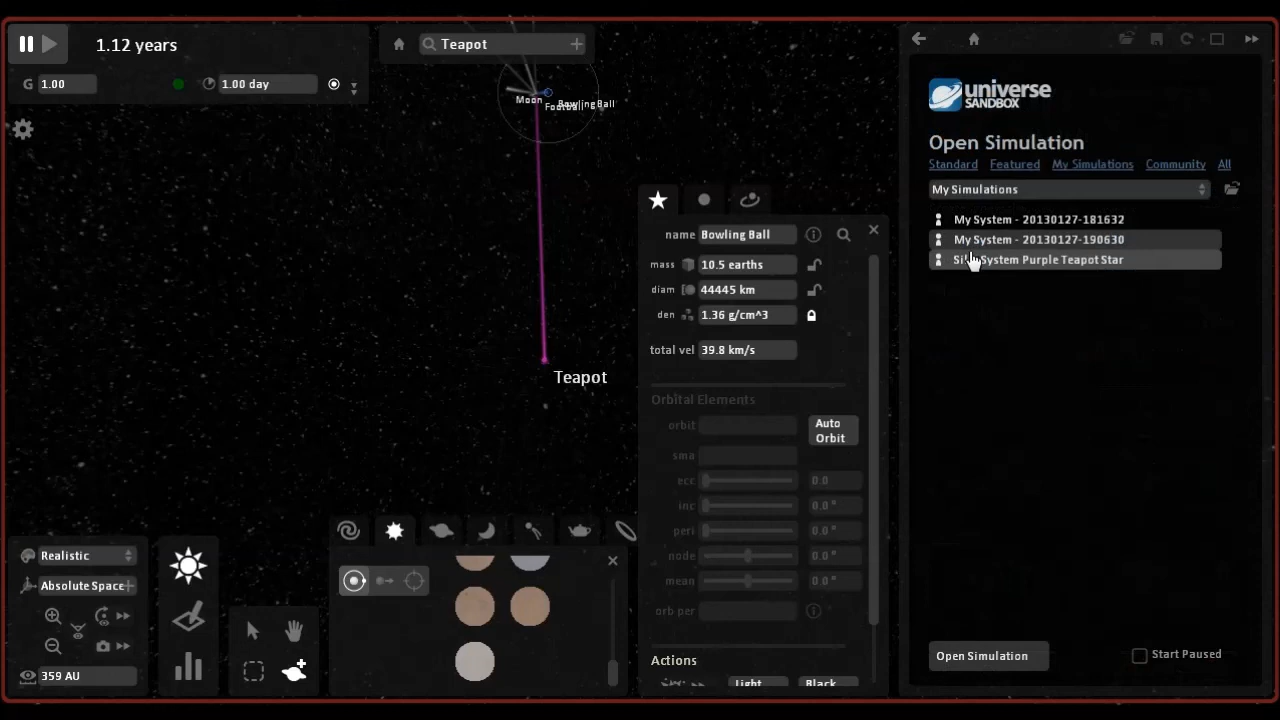 1.12 years
G 1.00
1.00 day
Teapot
Moon
Football
Bowling Ball
Teapot
name Bowling Ball
mass 10.5 earths
diam 44445 km
den 1.36 g/cm^3
total vel 39.8 km/s
Orbital Elements
orbit
Auto Orbit
sma
ecc 0.0
inc 0.0 °
peri 0.0 °
node 0.0 °
mean 0.0 °
orb per
Actions
Light
Black
universe
SANDBOX
Open Simulation
Standard Featured My Simulations Community All
My Simulations
My System - 20130127-181632
My System - 20130127-190630
System Purple Teapot Star
Open Simulation
Start Paused
Realistic
Absolute Space
359 AU